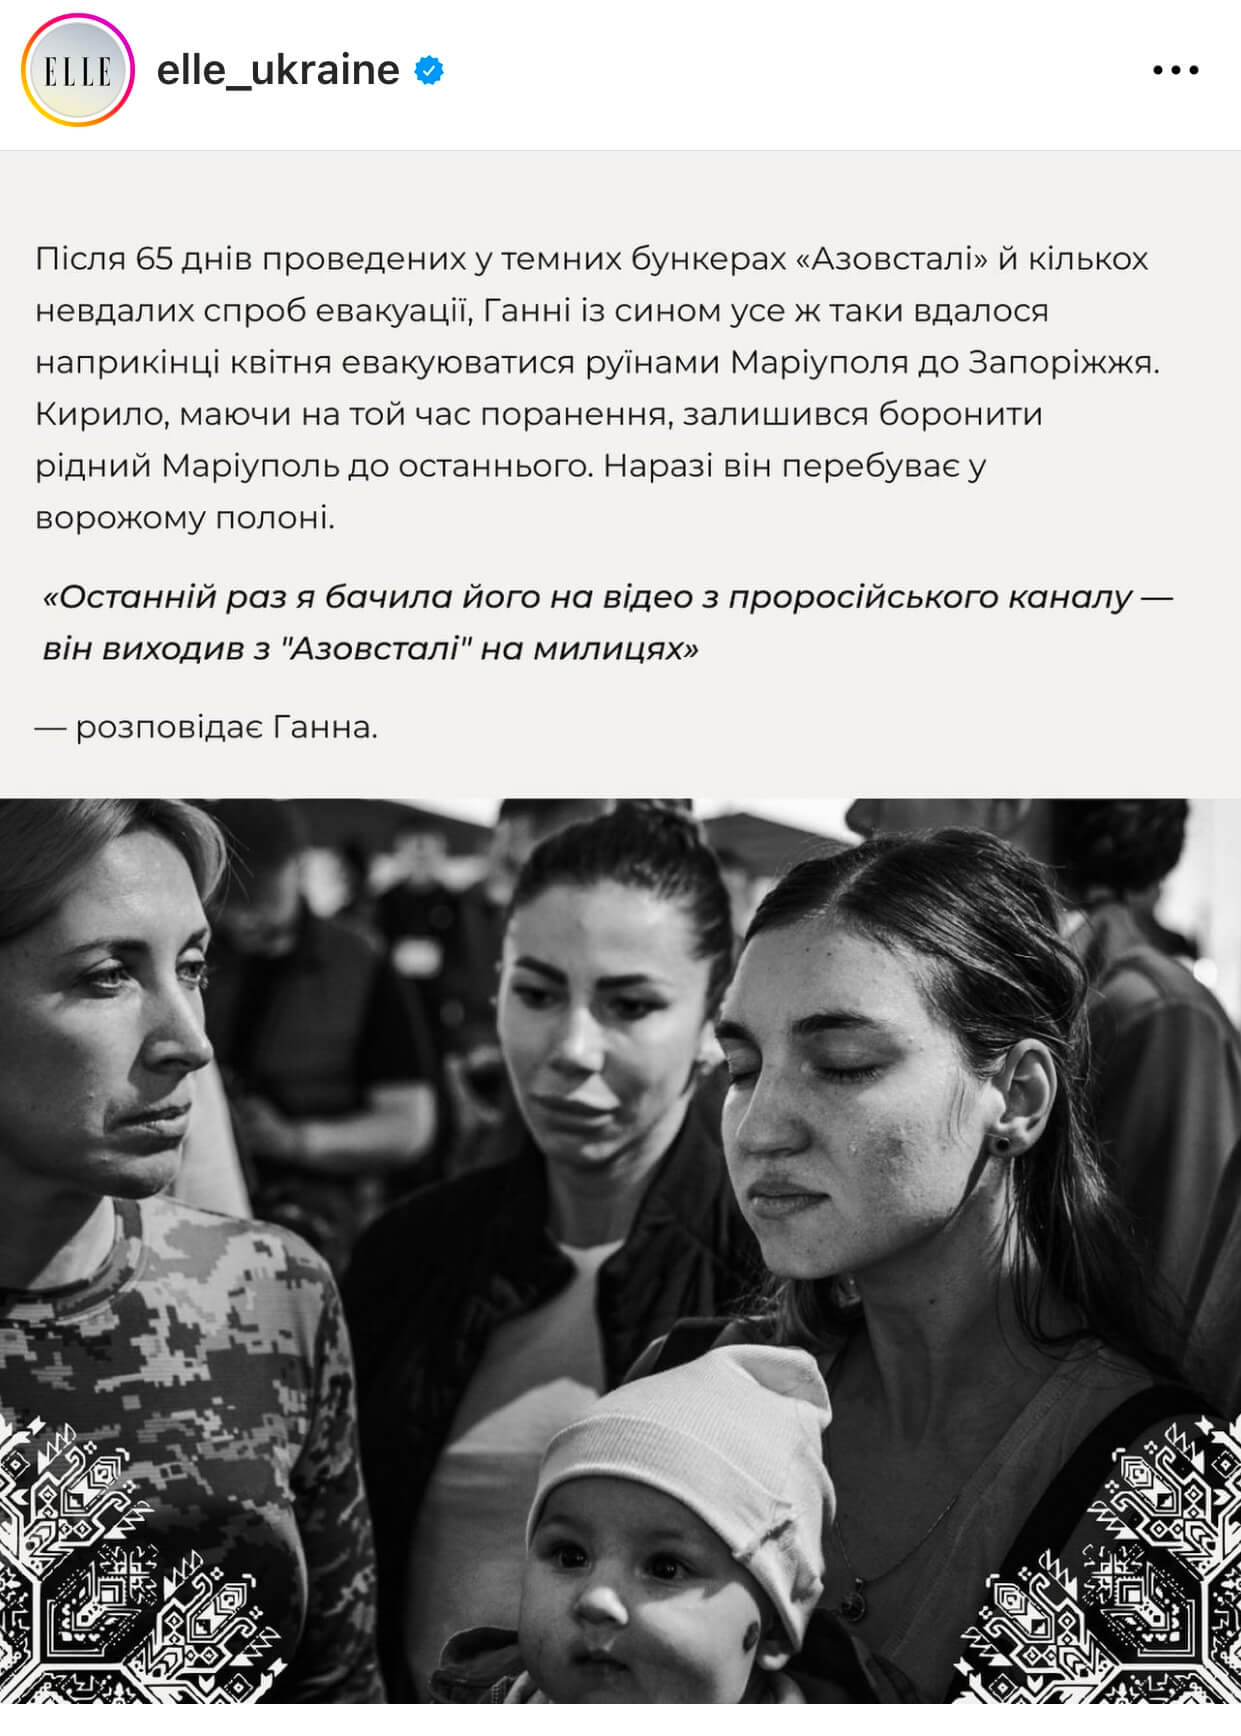 ELLE
elle_ukraine
Після 65 днів проведених у темних бункерах «Азовсталі» й кількох
невдалих спроб евакуації, Ганні із сином усе ж таки вдалося
наприкінці квітня евакуюватися руїнами Маріуполя до Запоріжжя.
Кирило, маючи на той час поранення, залишився боронити
рідний Маріуполь до останнього. Наразі він перебуває у
ворожому полоні.
«Останній раз я бачила його на відео з проросійського каналу —
він виходив з "Азовсталі" на милицях»
— розповідає Ганна.